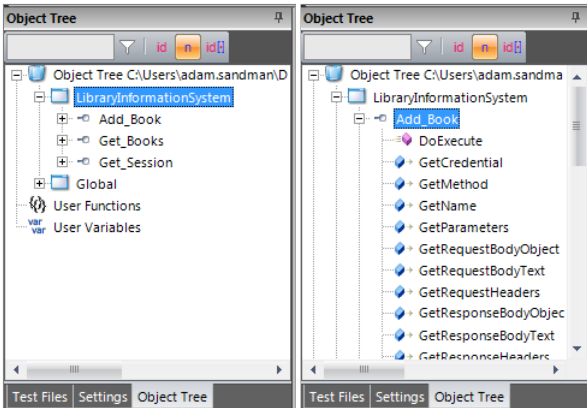 Object Tree
id n id[·]
Object Tree C:\Users\adam.sandman\D
LibraryInformationSystem
Add_Book
Get_Books
Get_Session
Global
User Functions
var
var User Variables
Test Files Settings Object Tree
Object Tree
id n id[·]
Object Tree C:\Users\adam.sandma
LibraryInformationSystem
Add_Book
DoExecute
GetCredential
GetMethod
GetName
GetParameters
GetRequestBodyObject
GetRequestBodyText
GetRequestHeaders
GetResponseBodyObjec
GetResponseBodyText
GetResponseHeaders
Test Files Settings Object Tree